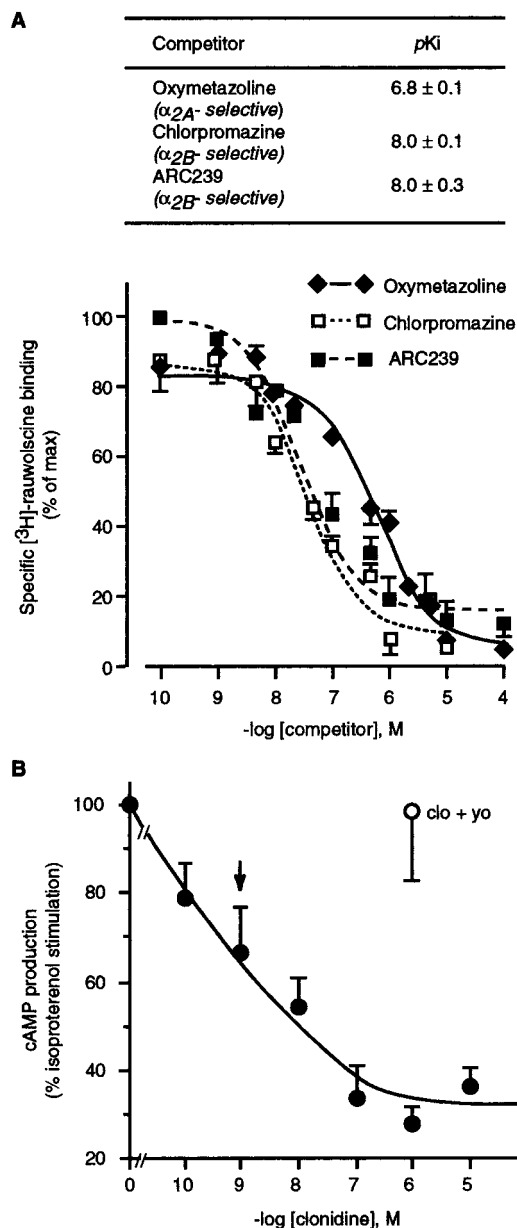 A
Competitor pKi
Oxymetazoline 6.8 ± 0.1
(α2A- selective)
Chlorpromazine 8.0 ± 0.1
(α2B- selective)
ARC239 8.0 ± 0.3
(α2B- selective)
Oxymetazoline
Chlorpromazine
ARC239
Specific [³H]-rauwolscine binding
(% of max)
100
80
60
40
20
0
10 9 8 7 6 5 4
-log [competitor], M
B
clo + yo
cAMP production
(% isoproterenol stimulation)
100
80
60
40
20
0 10 9 8 7 6 5
-log [clonidine], M